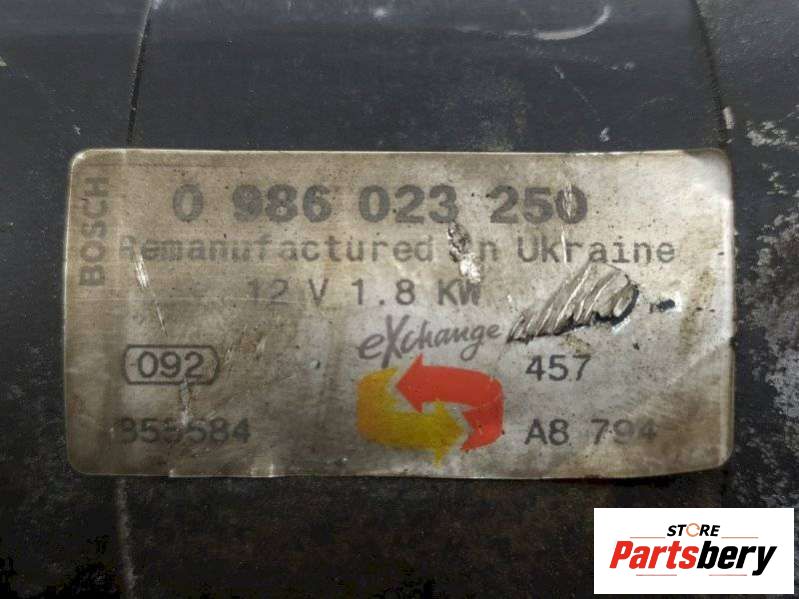 BOSCH
0 986 023 250
Remanufactured in Ukraine
12 V 1.8 KW
eXchange
092
457
A8 794
STORE
Partsbery